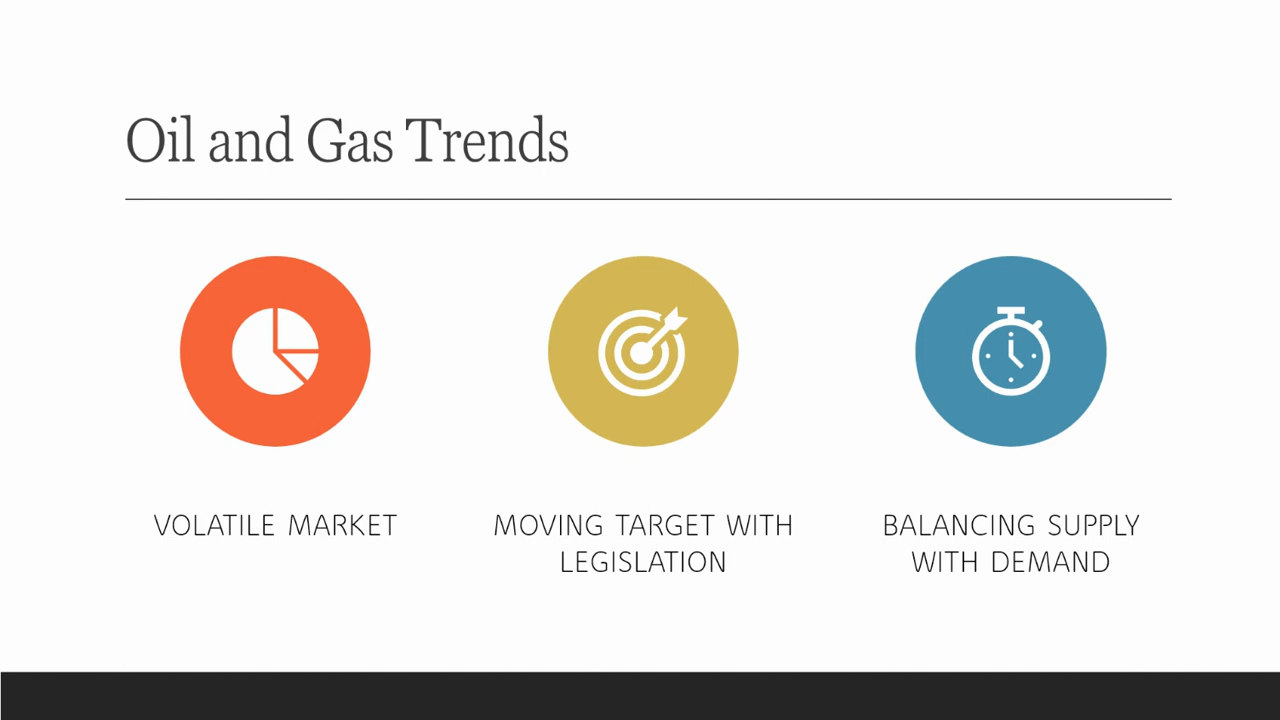 Oil and Gas Trends
VOLATILE MARKET
MOVING TARGET WITH
LEGISLATION
BALANCING SUPPLY
WITH DEMAND